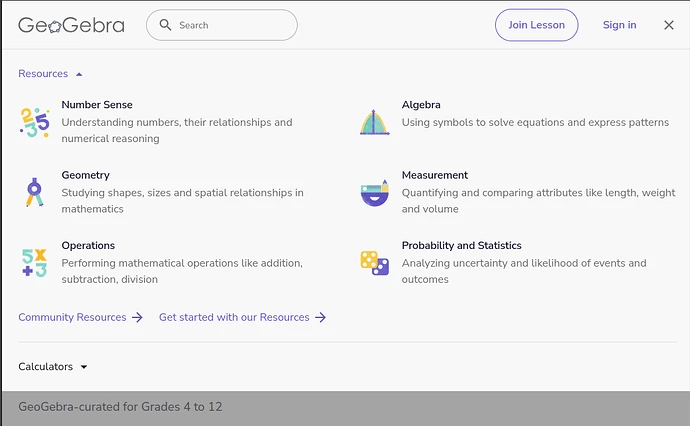 GeoGebra
Search
Join Lesson
Sign in
Resources
Number Sense
Understanding numbers, their relationships and
numerical reasoning
Algebra
Using symbols to solve equations and express patterns
Geometry
Studying shapes, sizes and spatial relationships in
mathematics
Measurement
Quantifying and comparing attributes like length, weight
and volume
Operations
Performing mathematical operations like addition,
subtraction, division
Probability and Statistics
Analyzing uncertainty and likelihood of events and
outcomes
Community Resources →
Get started with our Resources →
Calculators
GeoGebra-curated for Grades 4 to 12